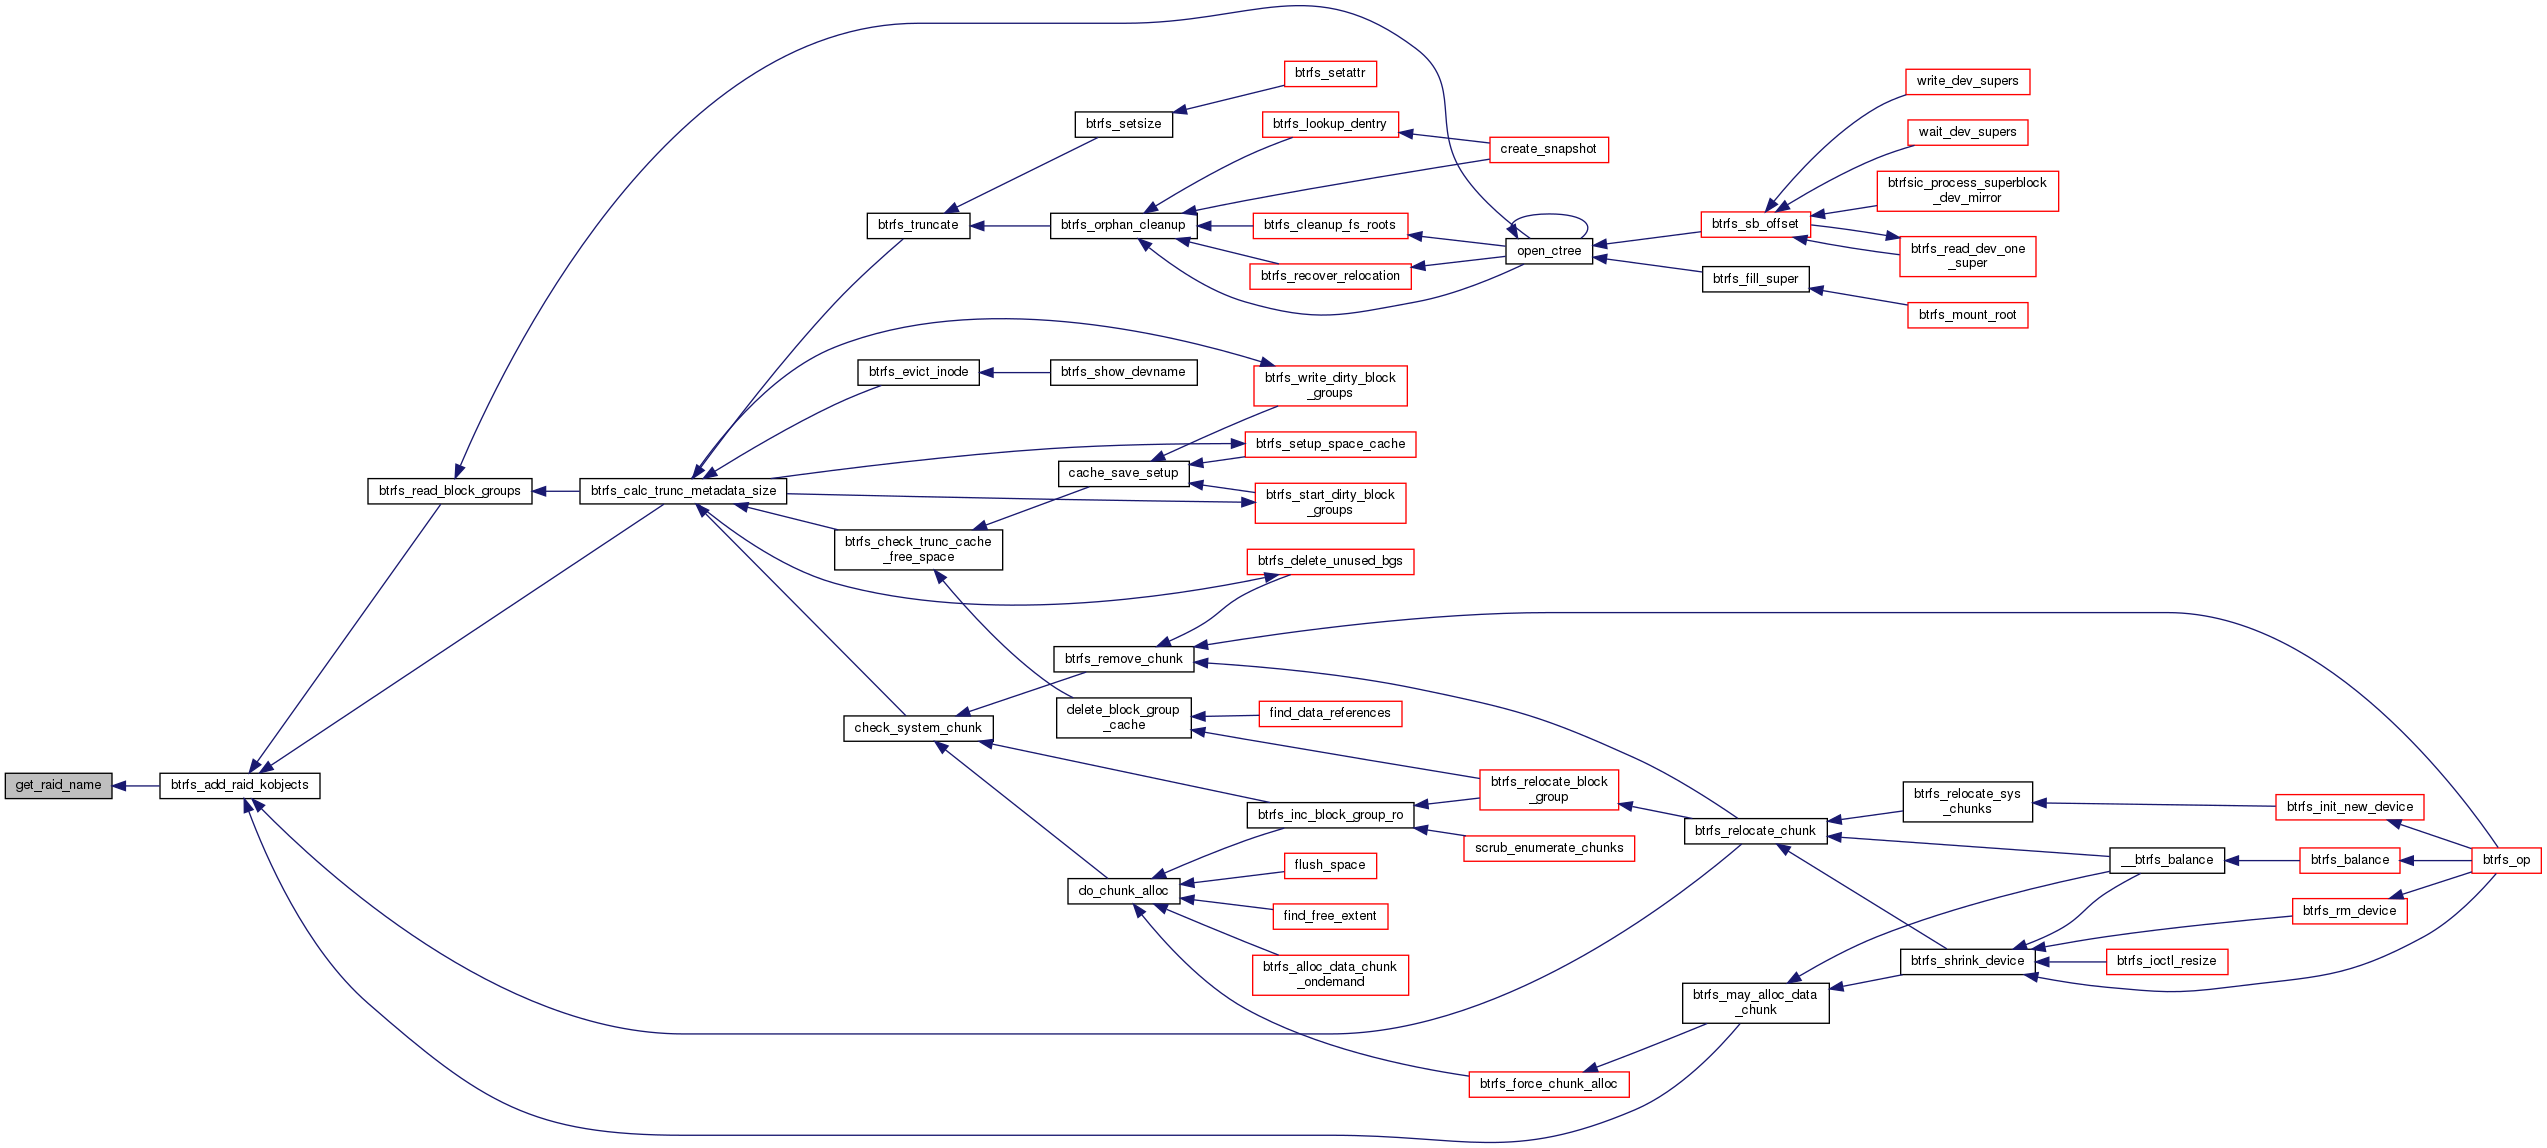 btrfs_setattr
write_dev_supers
btrfs_setsize
btrfs_lookup_dentry
wait_dev_supers
create_snapshot
btrfsic_process_superblock
_dev_mirror
btrfs_truncate
btrfs_orphan_cleanup
btrfs_cleanup_fs_roots
btrfs_sb_offset
open_ctree
btrfs_read_dev_one
_super
btrfs_recover_relocation
btrfs_fill_super
btrfs_mount_root
btrfs_evict_inode
btrfs_show_devname
btrfs_write_dirty_block
_groups
btrfs_setup_space_cache
cache_save_setup
btrfs_read_block_groups
btrfs_calc_trunc_metadata_size
btrfs_start_dirty_block
_groups
btrfs_check_trunc_cache
_free_space
btrfs_delete_unused_bgs
btrfs_remove_chunk
delete_block_group
_cache
find_data_references
check_system_chunk
get_raid_name
btrfs_add_raid_kobjects
btrfs_relocate_block
_group
btrfs_relocate_sys
_chunks
btrfs_init_new_device
btrfs_inc_block_group_ro
btrfs_relocate_chunk
scrub_enumerate_chunks
flush_space
__btrfs_balance
btrfs_balance
btrfs_op
do_chunk_alloc
find_free_extent
btrfs_rm_device
btrfs_alloc_data_chunk
_ondemand
btrfs_shrink_device
btrfs_ioctl_resize
btrfs_may_alloc_data
_chunk
btrfs_force_chunk_alloc